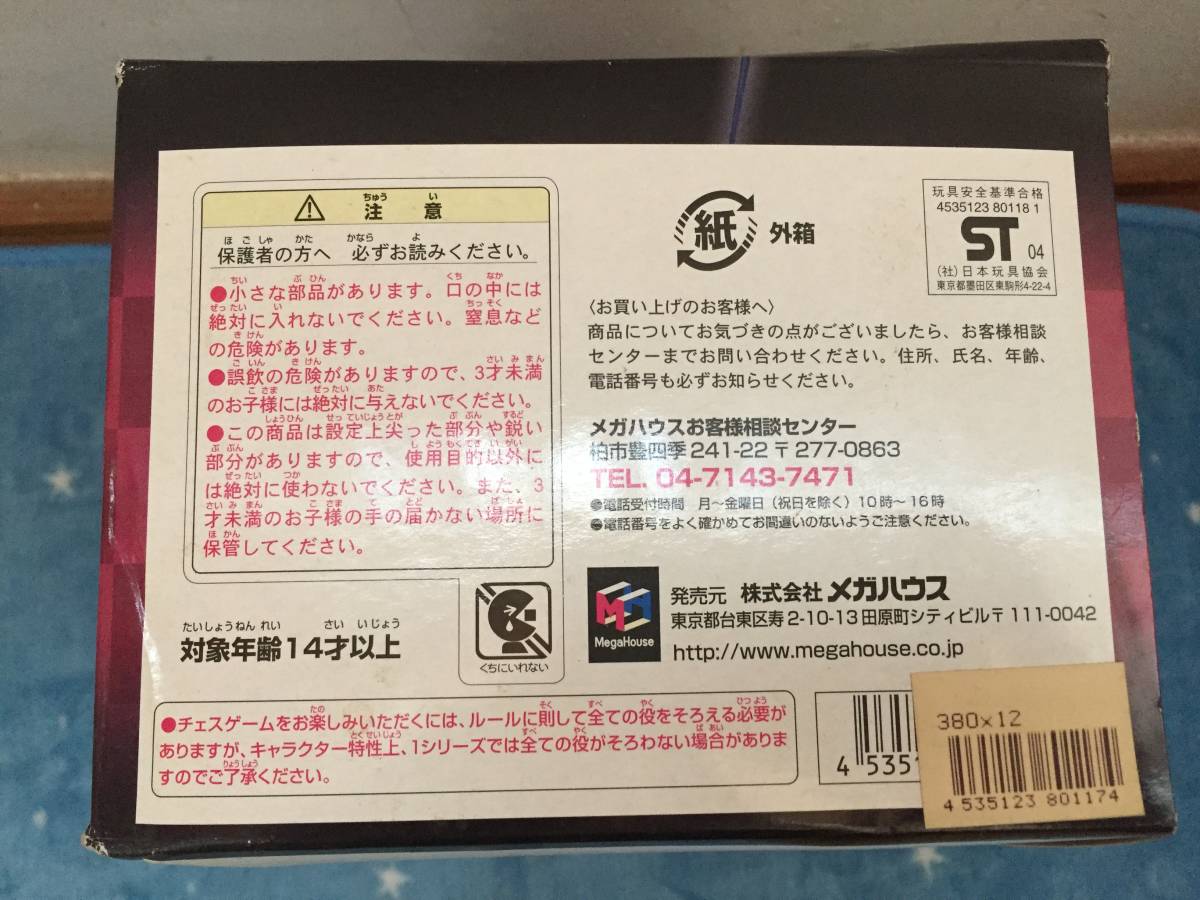 注意
保護者の方へ 必ずお読みください。
●小さな部品があります。口の中には
絶対に入れないでください。窒息など
の危険があります。
●誤飲の危険がありますので、3才未満
のお子様には絶対に与えないでください。
●この商品は設定上尖った部分や鋭い
部分がありますので、使用目的以外に
は絶対に使わないでください。また、3
才未満のお子様の手の届かない場所に
保管してください。
対象年齢14才以上
くちにいれない
紙 外箱
玩具安全基準合格
4535123 80118 1
ST 04
(社)日本玩具協会
東京都墨田区東駒形4-22-4
〈お買い上げのお客様へ〉
商品についてお気づきの点がございましたら、お客様相談
センターまでお問い合わせください。住所、氏名、年齢、
電話番号も必ずお知らせください。
メガハウスお客様相談センター
柏市豊四季241-22 〒277-0863
TEL. 04-7143-7471
●電話受付時間 月〜金曜日(祝日を除く)10時〜16時
●電話番号をよく確かめてお間違いのないようご注意ください。
MegaHouse
発売元 株式会社 メガハウス
東京都台東区寿2-10-13 田原町シティビル 〒111-0042
http://www.megahouse.co.jp
●チェスゲームをお楽しみいただくには、ルールに則して全ての役をそろえる必要が
ありますが、キャラクター特性上、1シリーズでは全ての役がそろわない場合がありま
すのでご了承ください。
4 5351
380×12
4 535123 801174